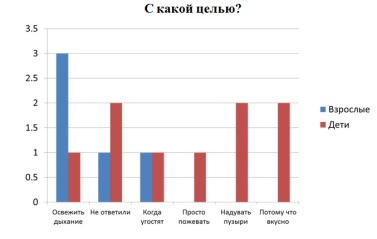 С какой целью?
3.5
3
2.5
2
1.5
1
0.5
0
Освежить дыхание
Не ответили
Когда угостят
Просто пожевать
Надувать пузыри
Потому что вкусно
Взрослые
Дети